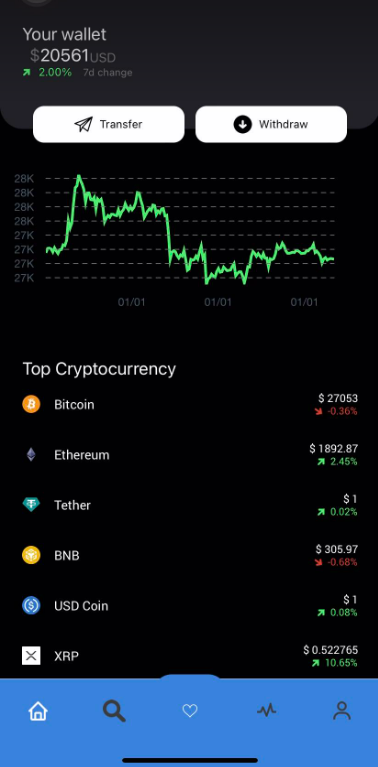 Your wallet
$20561USD
2.00% 7d change
Transfer
Withdraw
28K
28K
28K
28K
27K
27K
27K
27K
01/01 01/01 01/01
Top Cryptocurrency
Bitcoin $ 27053
-0.36%
Ethereum $ 1892.87
2.45%
Tether $ 1
0.02%
BNB $ 305.97
-0.68%
USD Coin $ 1
0.08%
XRP $ 0.522765
10.65%